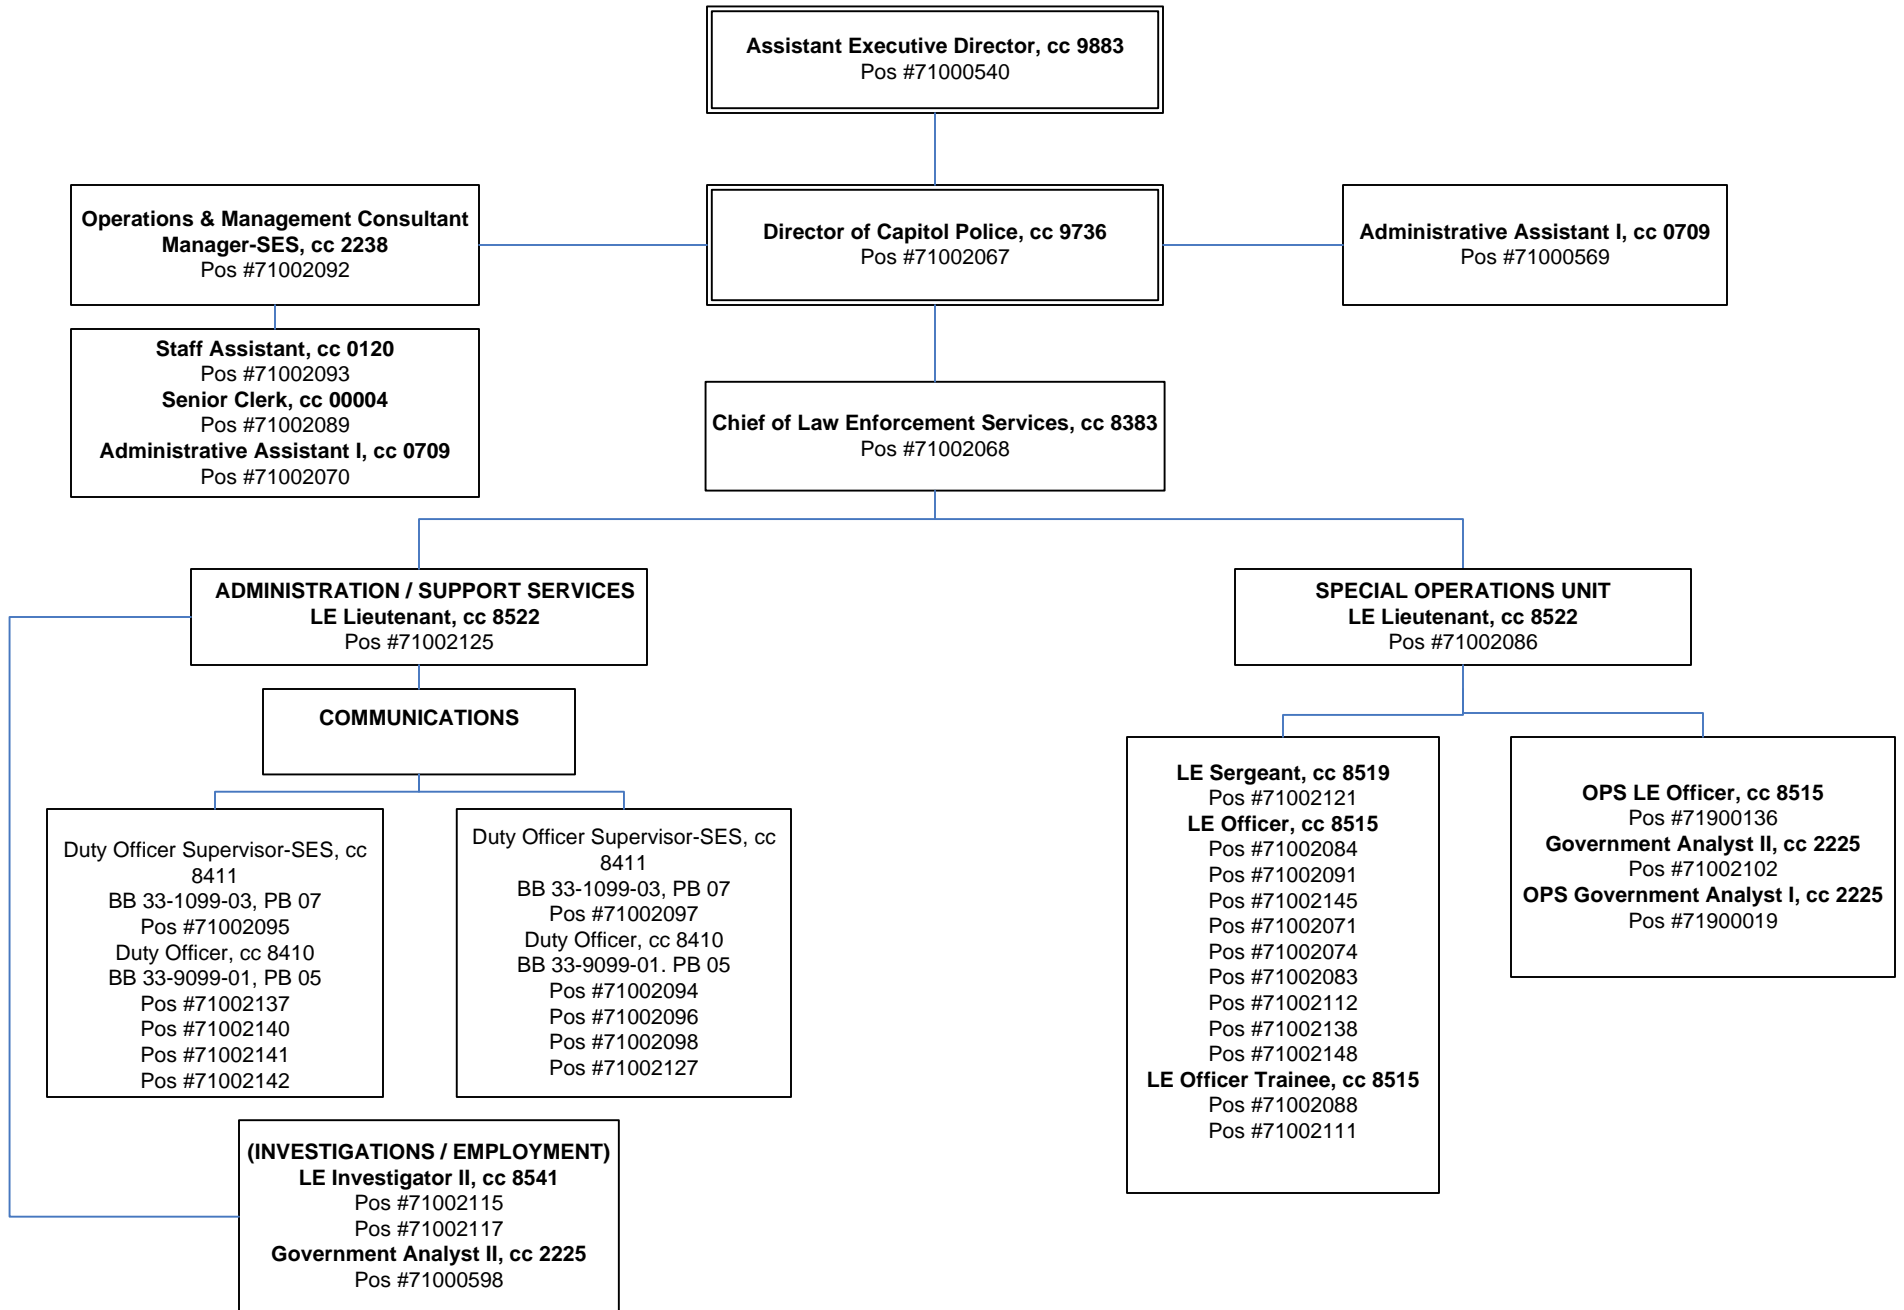 Assistant Executive Director, cc 9883
Pos #71000540
Operations & Management Consultant
Manager-SES, cc 2238
Pos #71002092
Director of Capitol Police, cc 9736
Pos #71002067
Administrative Assistant I, cc 0709
Pos #71000569
Staff Assistant, cc 0120
Pos #71002093
Senior Clerk, cc 00004
Pos #71002089
Administrative Assistant I, cc 0709
Pos #71002070
Chief of Law Enforcement Services, cc 8383
Pos #71002068
ADMINISTRATION / SUPPORT SERVICES
LE Lieutenant, cc 8522
Pos #71002125
SPECIAL OPERATIONS UNIT
LE Lieutenant, cc 8522
Pos #71002086
COMMUNICATIONS
Duty Officer Supervisor-SES, cc
8411
BB 33-1099-03, PB 07
Pos #71002095
Duty Officer, cc 8410
BB 33-9099-01, PB 05
Pos #71002137
Pos #71002140
Pos #71002141
Pos #71002142
Duty Officer Supervisor-SES, cc
8411
BB 33-1099-03, PB 07
Pos #71002097
Duty Officer, cc 8410
BB 33-9099-01. PB 05
Pos #71002094
Pos #71002096
Pos #71002098
Pos #71002127
LE Sergeant, cc 8519
Pos #71002121
LE Officer, cc 8515
Pos #71002084
Pos #71002091
Pos #71002145
Pos #71002071
Pos #71002074
Pos #71002083
Pos #71002112
Pos #71002138
Pos #71002148
LE Officer Trainee, cc 8515
Pos #71002088
Pos #71002111
OPS LE Officer, cc 8515
Pos #71900136
Government Analyst II, cc 2225
Pos #71002102
OPS Government Analyst I, cc 2225
Pos #71900019
(INVESTIGATIONS / EMPLOYMENT)
LE Investigator II, cc 8541
Pos #71002115
Pos #71002117
Government Analyst II, cc 2225
Pos #71000598